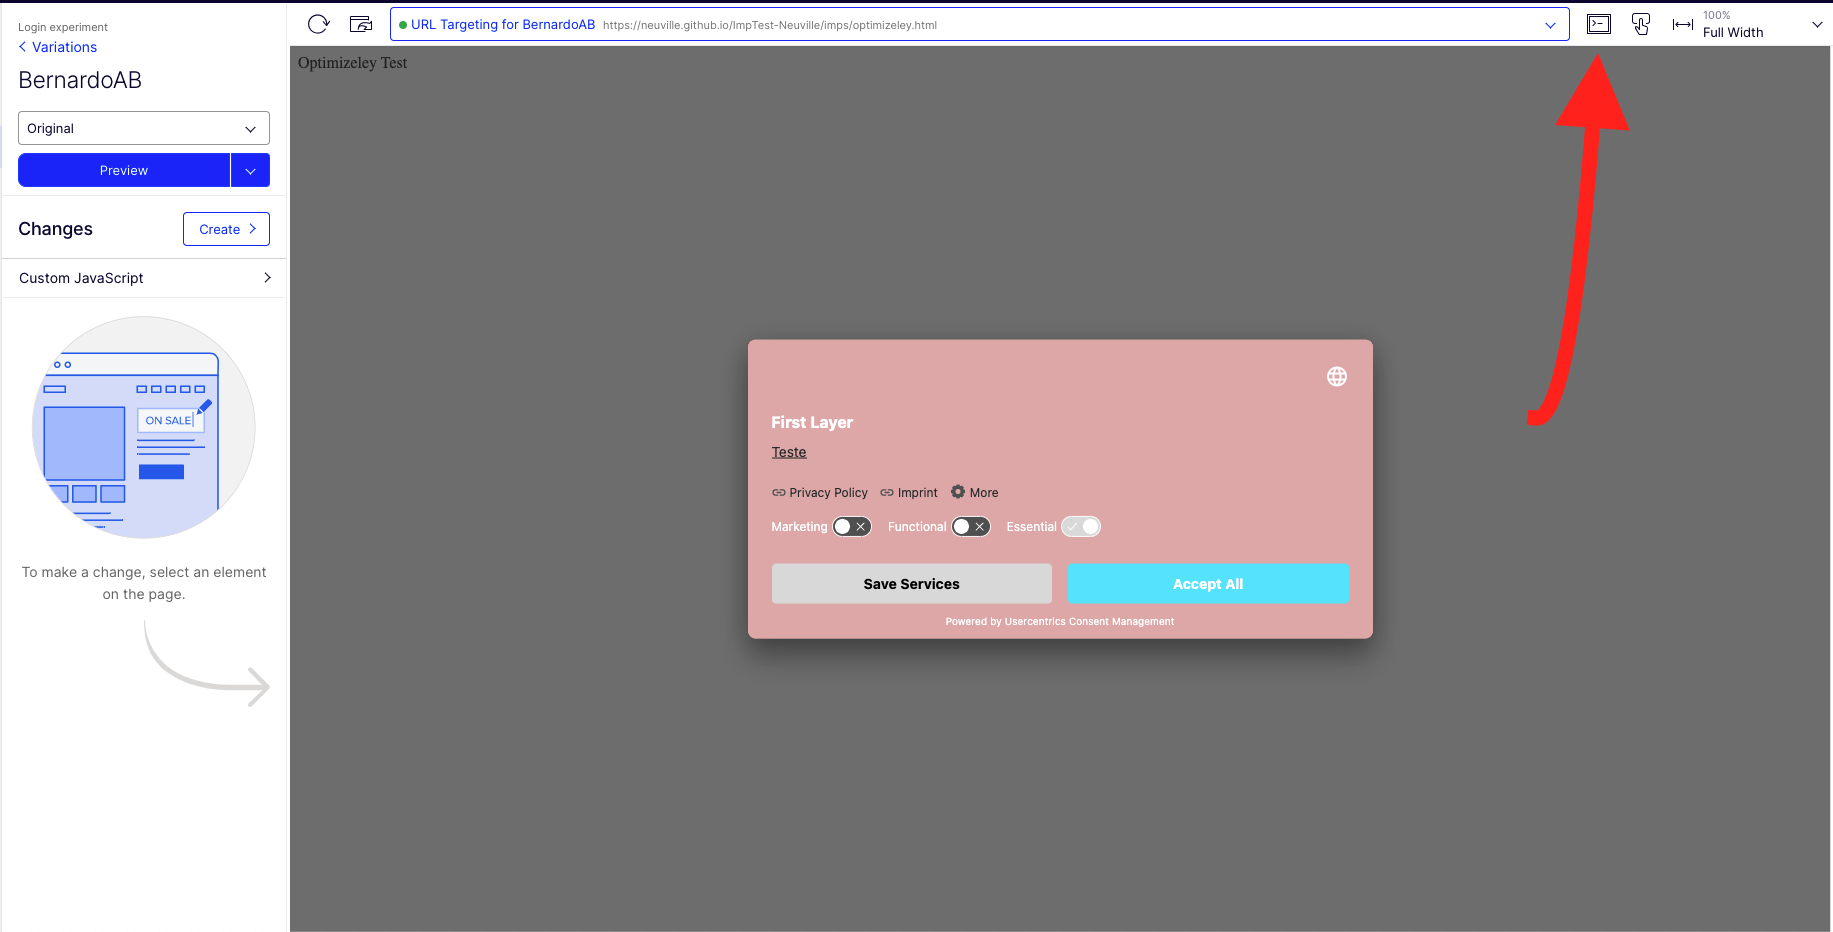 Login experiment
Variations
BernardoAB
Original
Preview
Changes
Create
Custom JavaScript
ON SALE
To make a change, select an element
on the page.
URL Targeting for BernardoAB https://neuville.github.io/ImpTest-Neuville/imps/optimizeley.html
100%
Full Width
Optimizeley Test
First Layer
Teste
Privacy Policy Imprint More
Marketing Functional Essential
Save Services Accept All
Powered by Usercentrics Consent Management